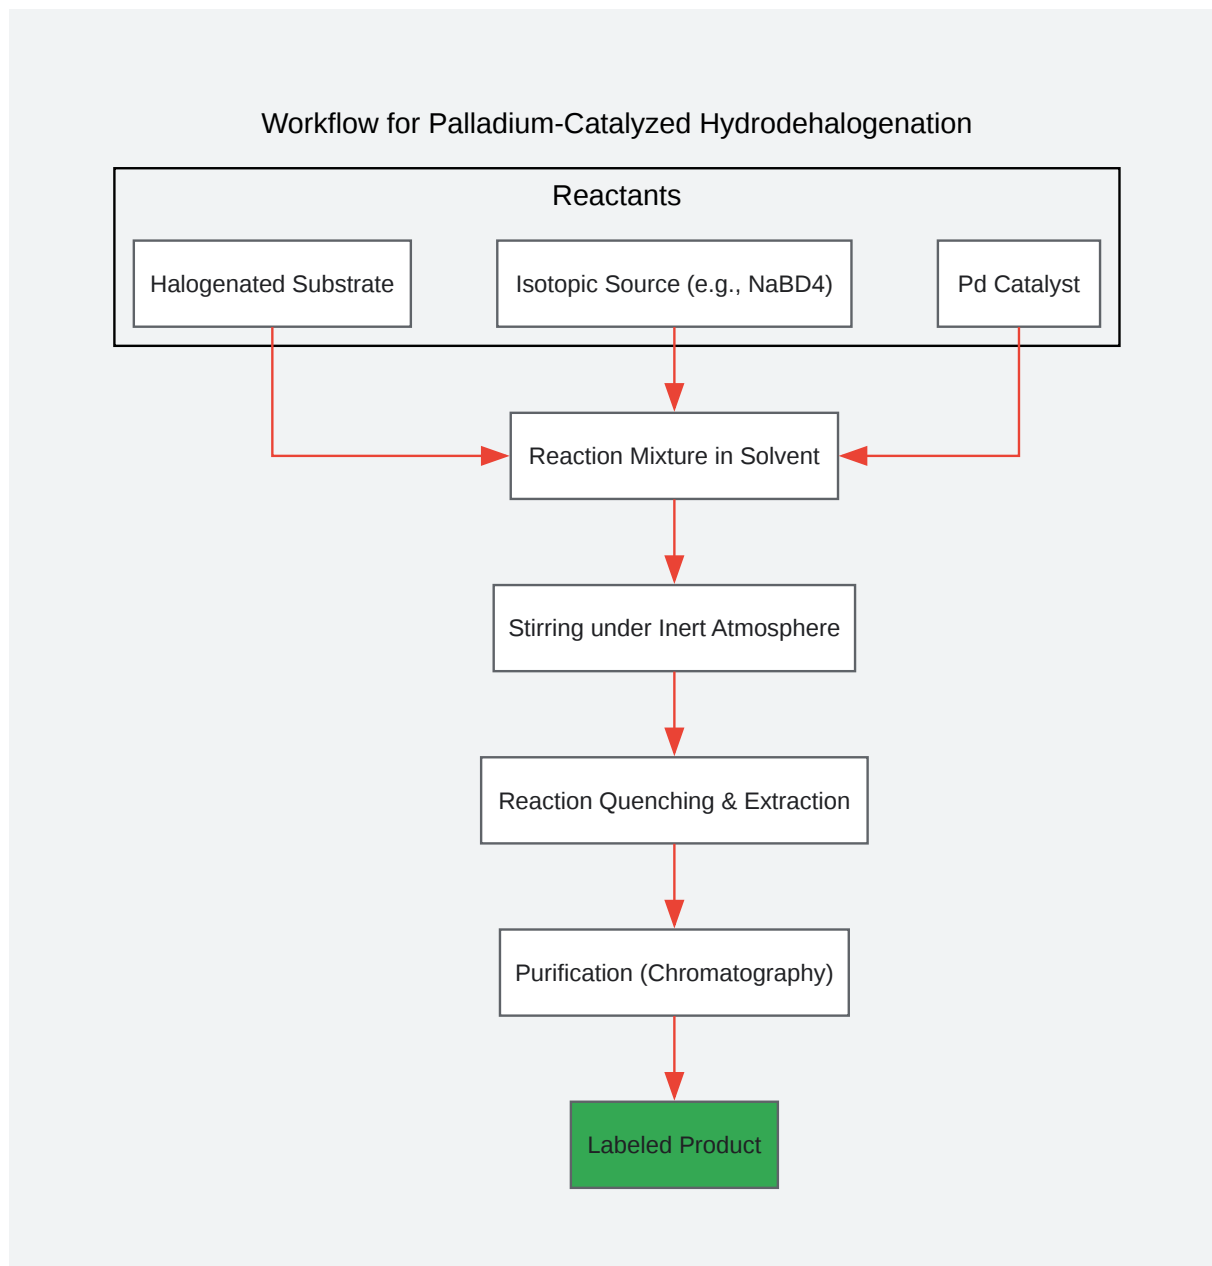 Workflow for Palladium-Catalyzed Hydrodehalogenation
Reactants
Halogenated Substrate
Isotopic Source (e.g., NaBD4)
Pd Catalyst
Reaction Mixture in Solvent
Stirring under Inert Atmosphere
Reaction Quenching & Extraction
Purification (Chromatography)
Labeled Product